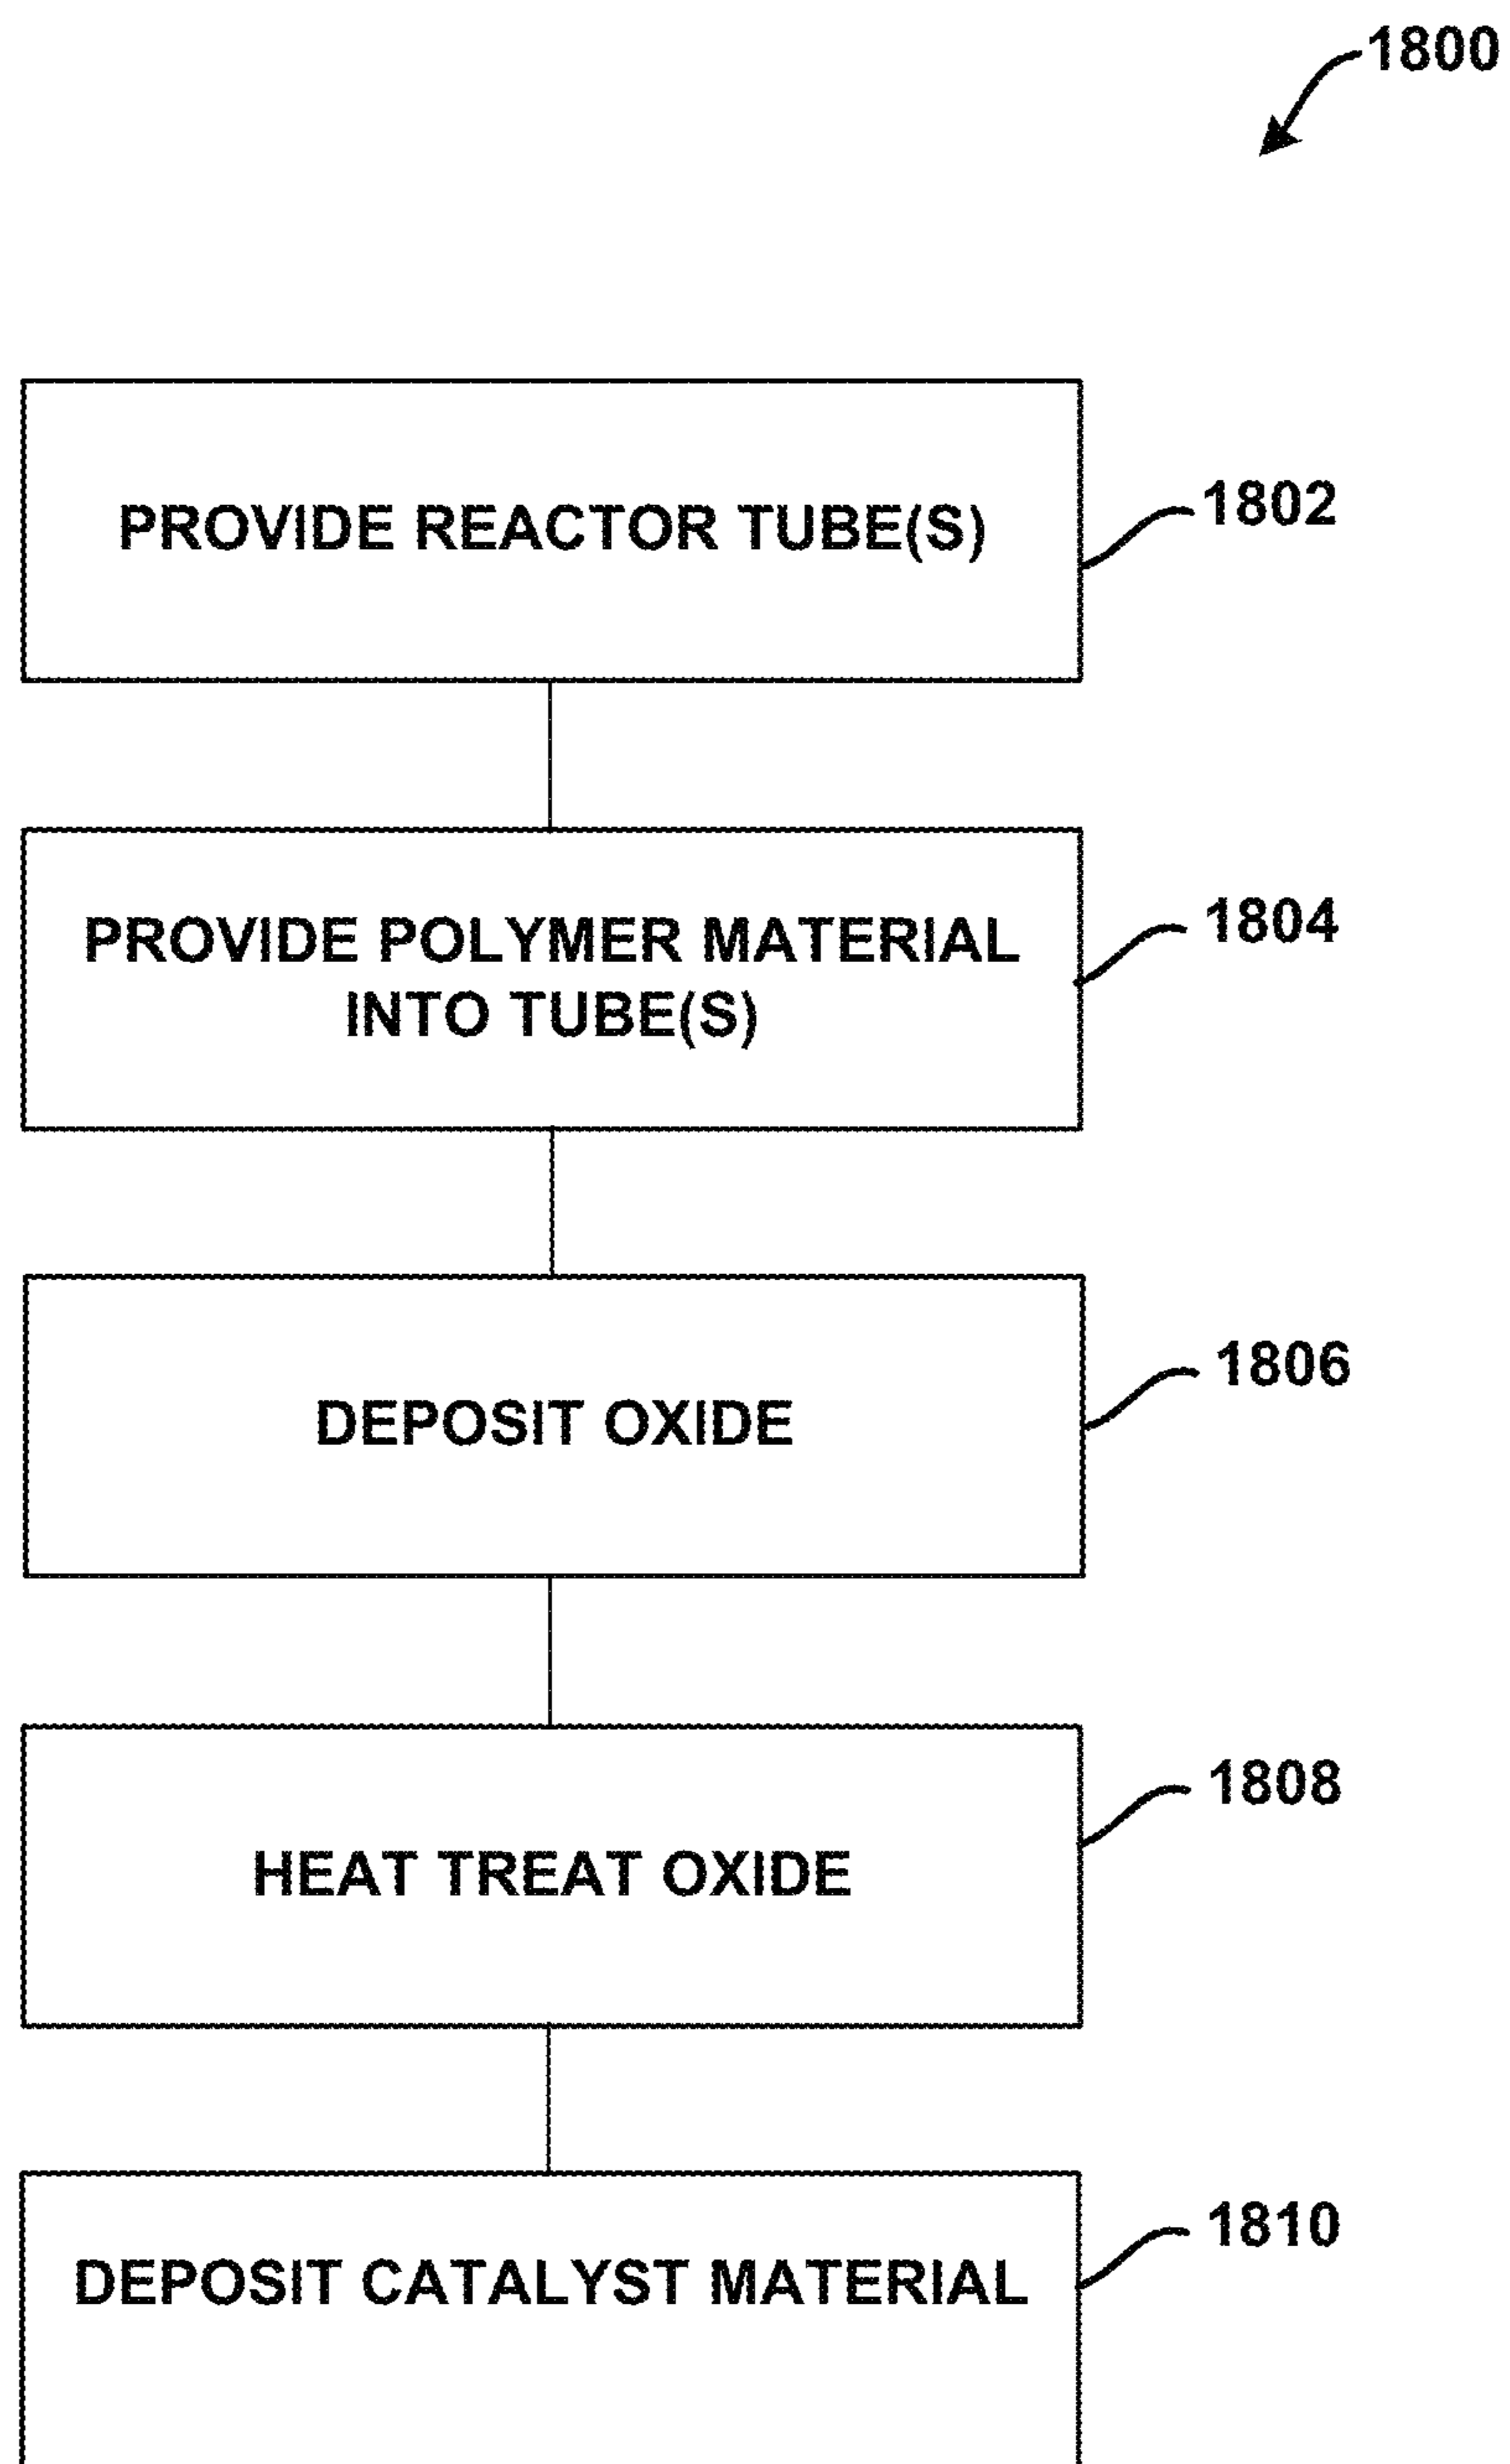 1800
PROVIDE REACTOR TUBE(S)
1802
PROVIDE POLYMER MATERIAL
INTO TUBE(S)
1804
DEPOSIT OXIDE
1806
HEAT TREAT OXIDE
1808
DEPOSIT CATALYST MATERIAL
1810